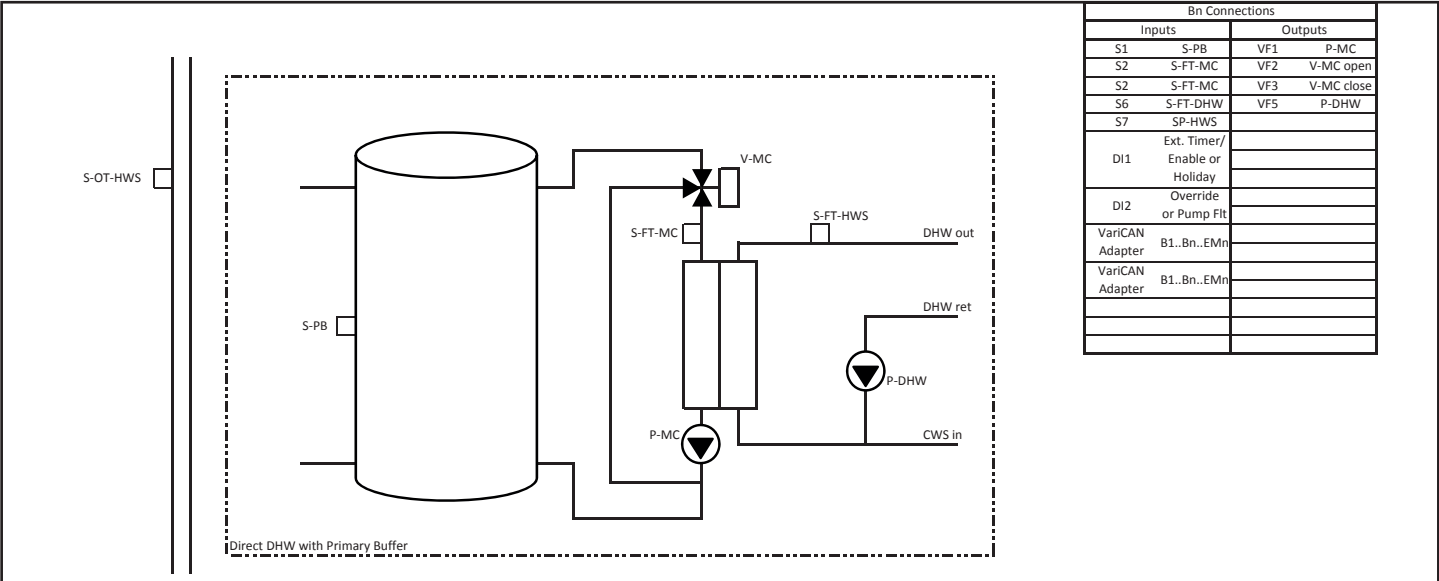 Bn Connections
Inputs Outputs
S1 S-PB VF1 P-MC
S2 S-FT-MC VF2 V-MC open
S2 S-FT-MC VF3 V-MC close
S6 S-FT-DHW VF5 P-DHW
S7 SP-HWS
DI1 Ext. Timer/
Enable or
Holiday
DI2 Override
or Pump Flt
VariCAN
Adapter B1..Bn..EMn
VariCAN
Adapter B1..Bn..EMn
S-OT-HWS
V-MC
S-FT-MC
S-FT-HWS
DHW out
S-PB
DHW ret
P-DHW
P-MC
CWS in
Direct DHW with Primary Buffer